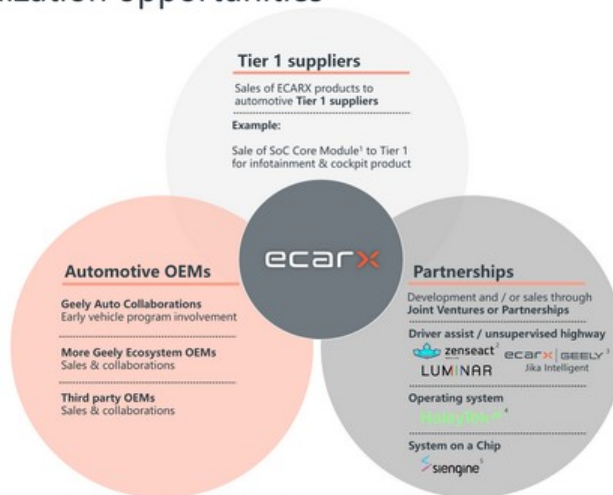 ization opportunities
Tier 1 suppliers
Sales of ECARX products to
automotive Tier 1 suppliers
Example:
Sale of SoC Core Module¹ to Tier 1
for infotainment & cockpit product
ecarx
Automotive OEMs
Geely Auto Collaborations
Early vehicle program involvement
More Geely Ecosystem OEMs
Sales & collaborations
Third party OEMs
Sales & collaborations
Partnerships
Development and / or sales through
Joint Ventures or Partnerships
Driver assist / unsupervised highway
zenseact²
ecarx | GEELY³
LUMINAR
Jika Intelligent
Operating system
HaleyTek⁴
System on a Chip
Siengine⁵